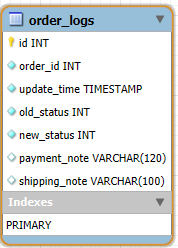 order_logs
id INT
order_id INT
update_time TIMESTAMP
old_status INT
new_status INT
payment_note VARCHAR(120)
shipping_note VARCHAR(100)
Indexes
PRIMARY